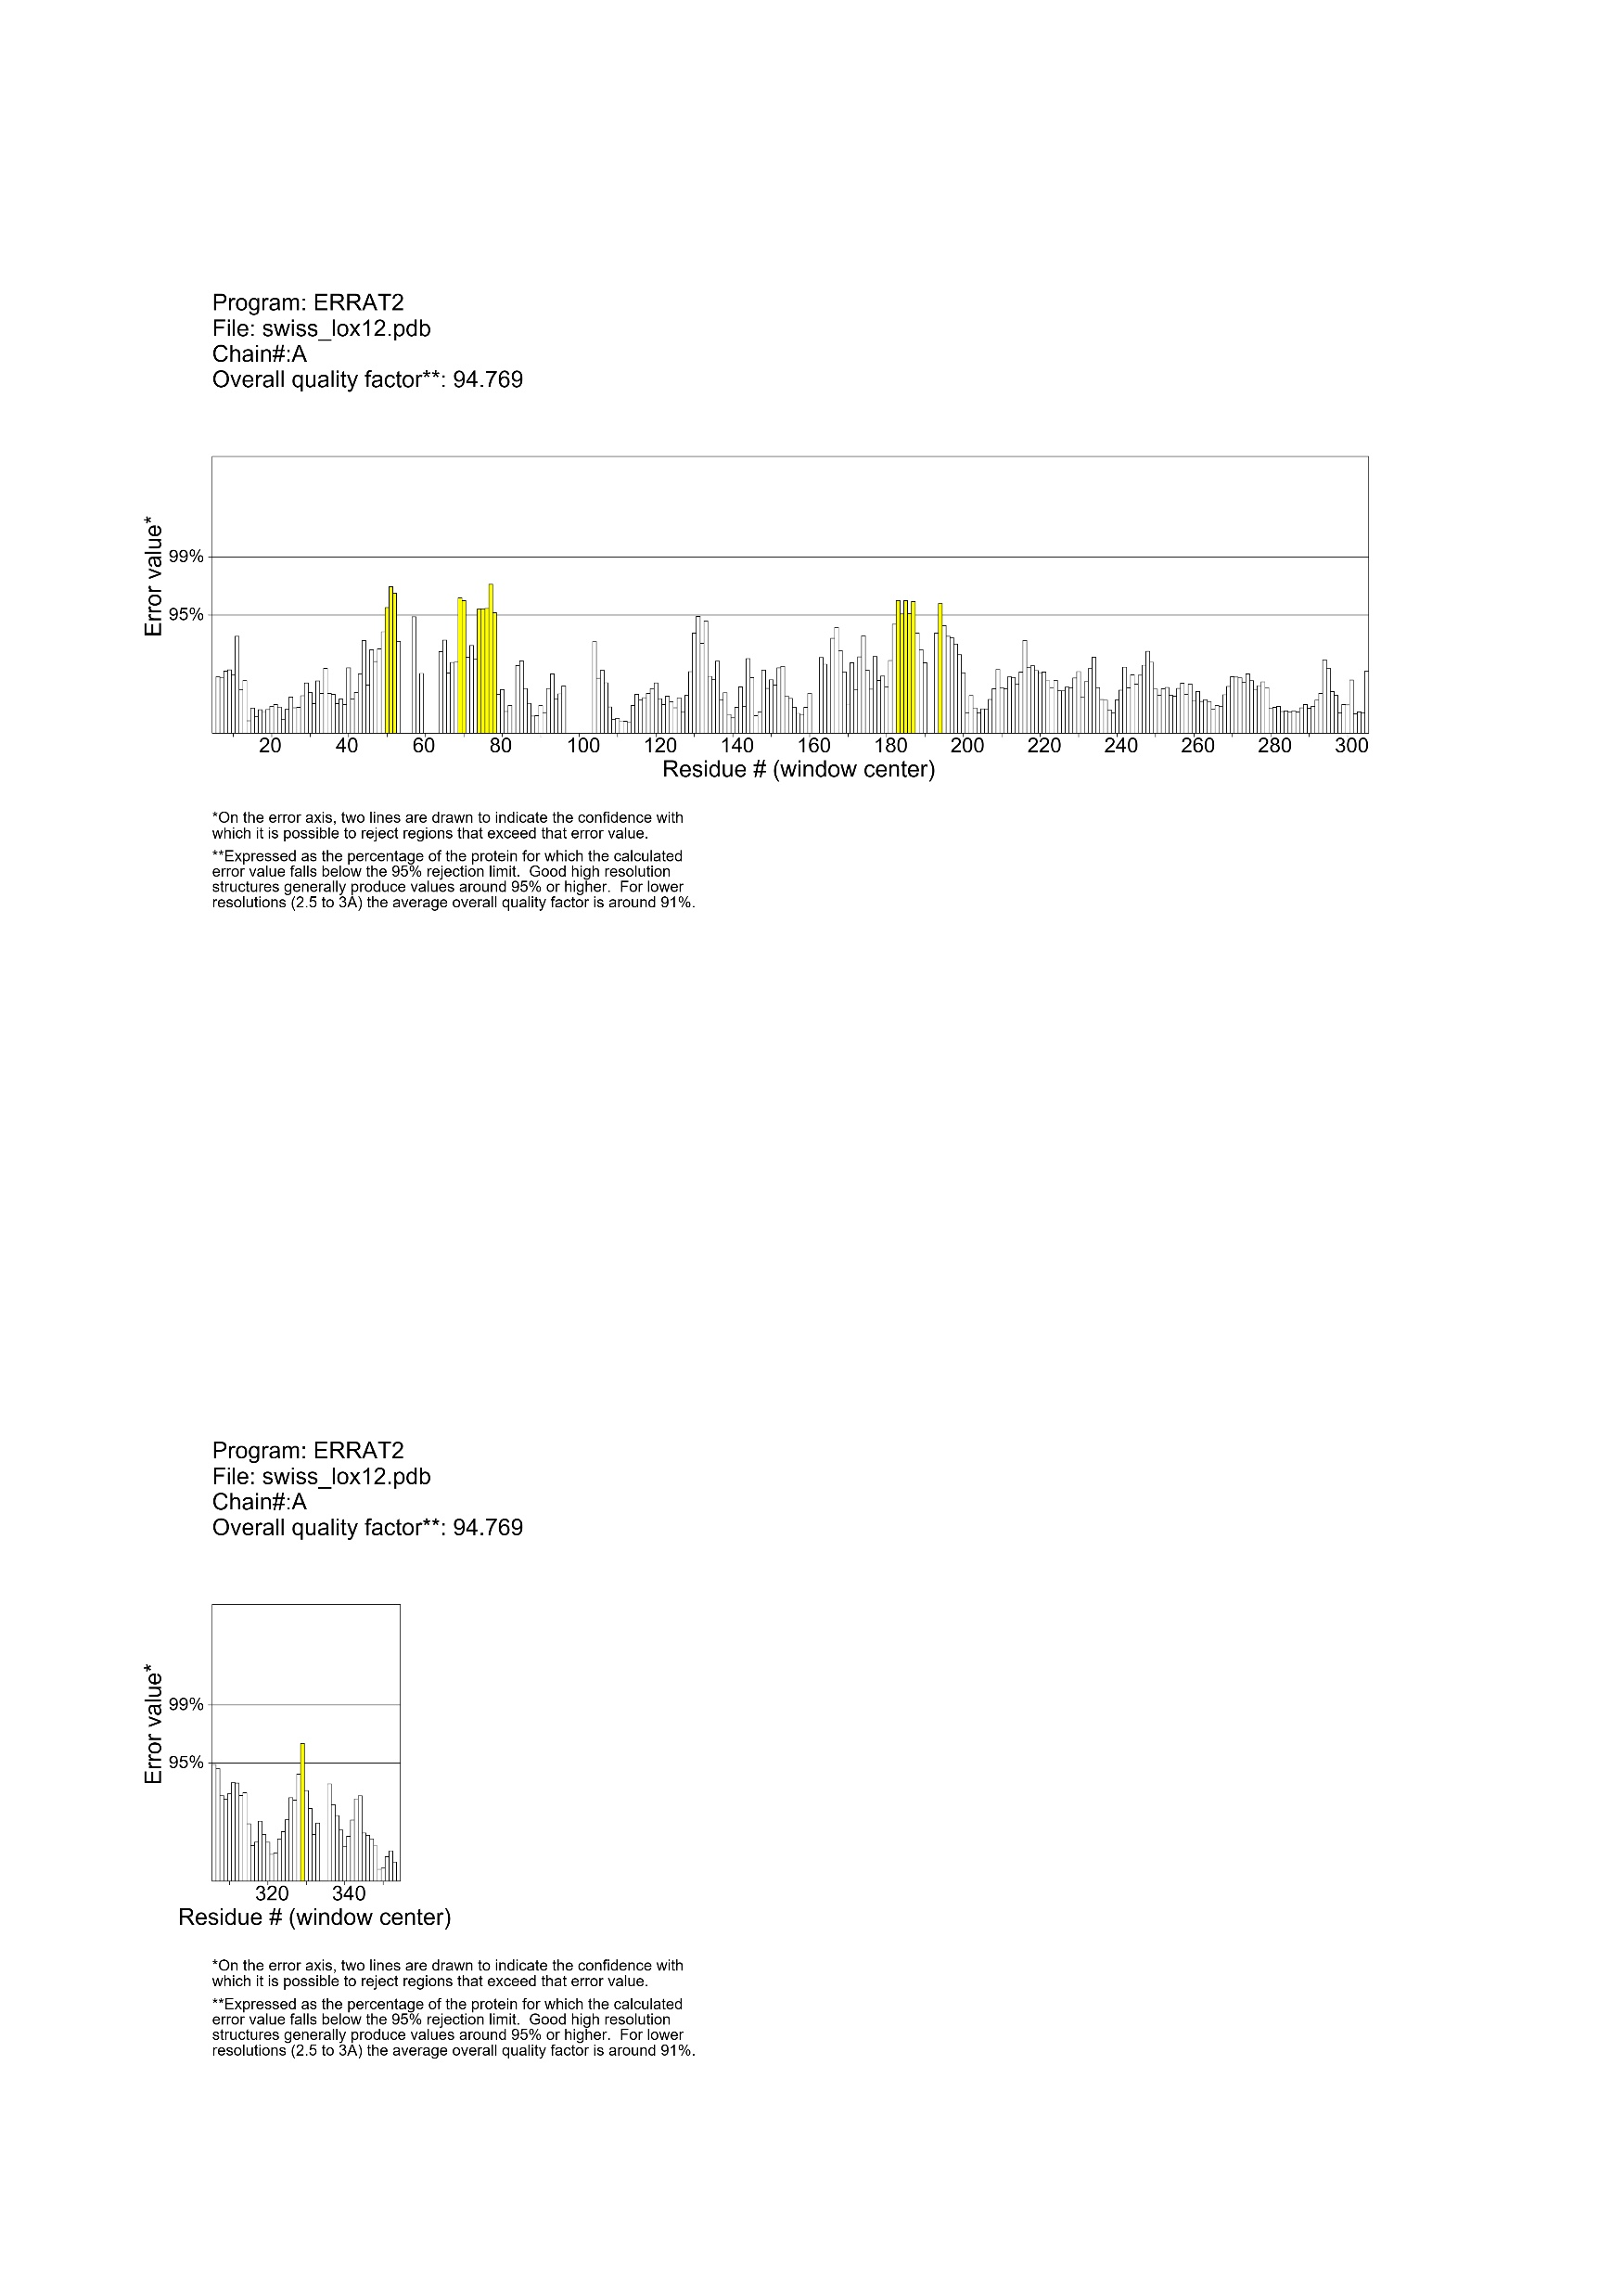 Program: ERRAT2
File: swiss_lox12.pdb
Chain#:A
Overall quality factor**: 94.769
Error value*
99%
95%
20 40 60 80 100 120 140 160 180 200 220 240 260 280 300
Residue # (window center)
*On the error axis, two lines are drawn to indicate the confidence with
which it is possible to reject regions that exceed that error value.
**Expressed as the percentage of the protein for which the calculated
error value falls below the 95% rejection limit. Good high resolution
structures generally produce values around 95% or higher. For lower
resolutions (2.5 to 3A) the average overall quality factor is around 91%.
Program: ERRAT2
File: swiss_lox12.pdb
Chain#:A
Overall quality factor**: 94.769
Error value*
99%
95%
320 340
Residue # (window center)
*On the error axis, two lines are drawn to indicate the confidence with
which it is possible to reject regions that exceed that error value.
**Expressed as the percentage of the protein for which the calculated
error value falls below the 95% rejection limit. Good high resolution
structures generally produce values around 95% or higher. For lower
resolutions (2.5 to 3A) the average overall quality factor is around 91%.